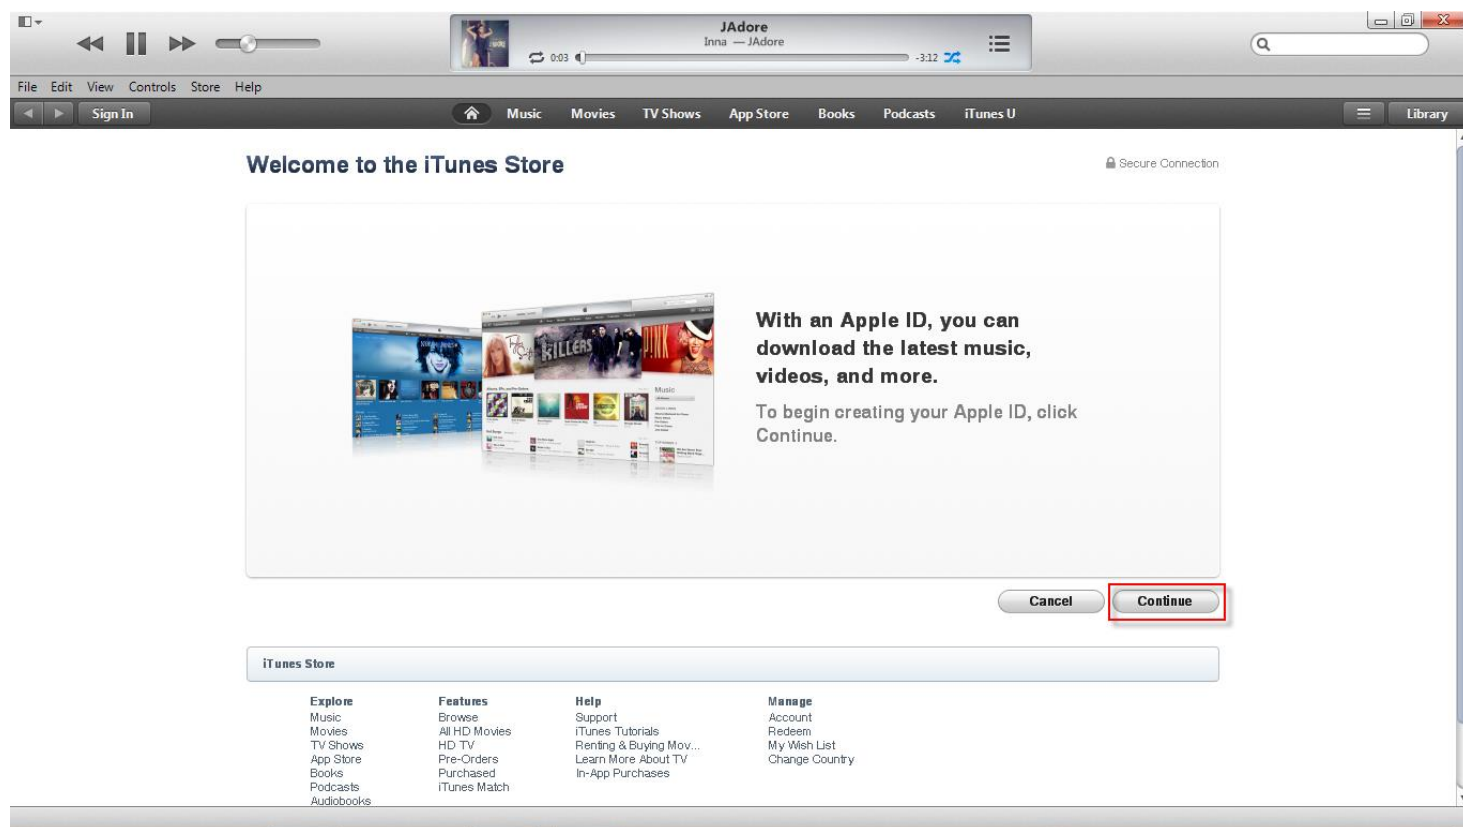 JAdore
Inna — JAdore
0:03
-3:12
File Edit View Controls Store Help
Sign In
Music Movies TV Shows App Store Books Podcasts iTunes U
Library
Welcome to the iTunes Store
Secure Connection
KILLERS
P!NK
Music
With an Apple ID, you can
download the latest music,
videos, and more.
To begin creating your Apple ID, click
Continue.
Cancel
Continue
iTunes Store
Explore
Music
Movies
TV Shows
App Store
Books
Podcasts
Audiobooks
Features
Browse
All HD Movies
HD TV
Pre-Orders
Purchased
iTunes Match
Help
Support
iTunes Tutorials
Renting & Buying Mov...
Learn More About TV
In-App Purchases
Manage
Account
Redeem
My Wish List
Change Country